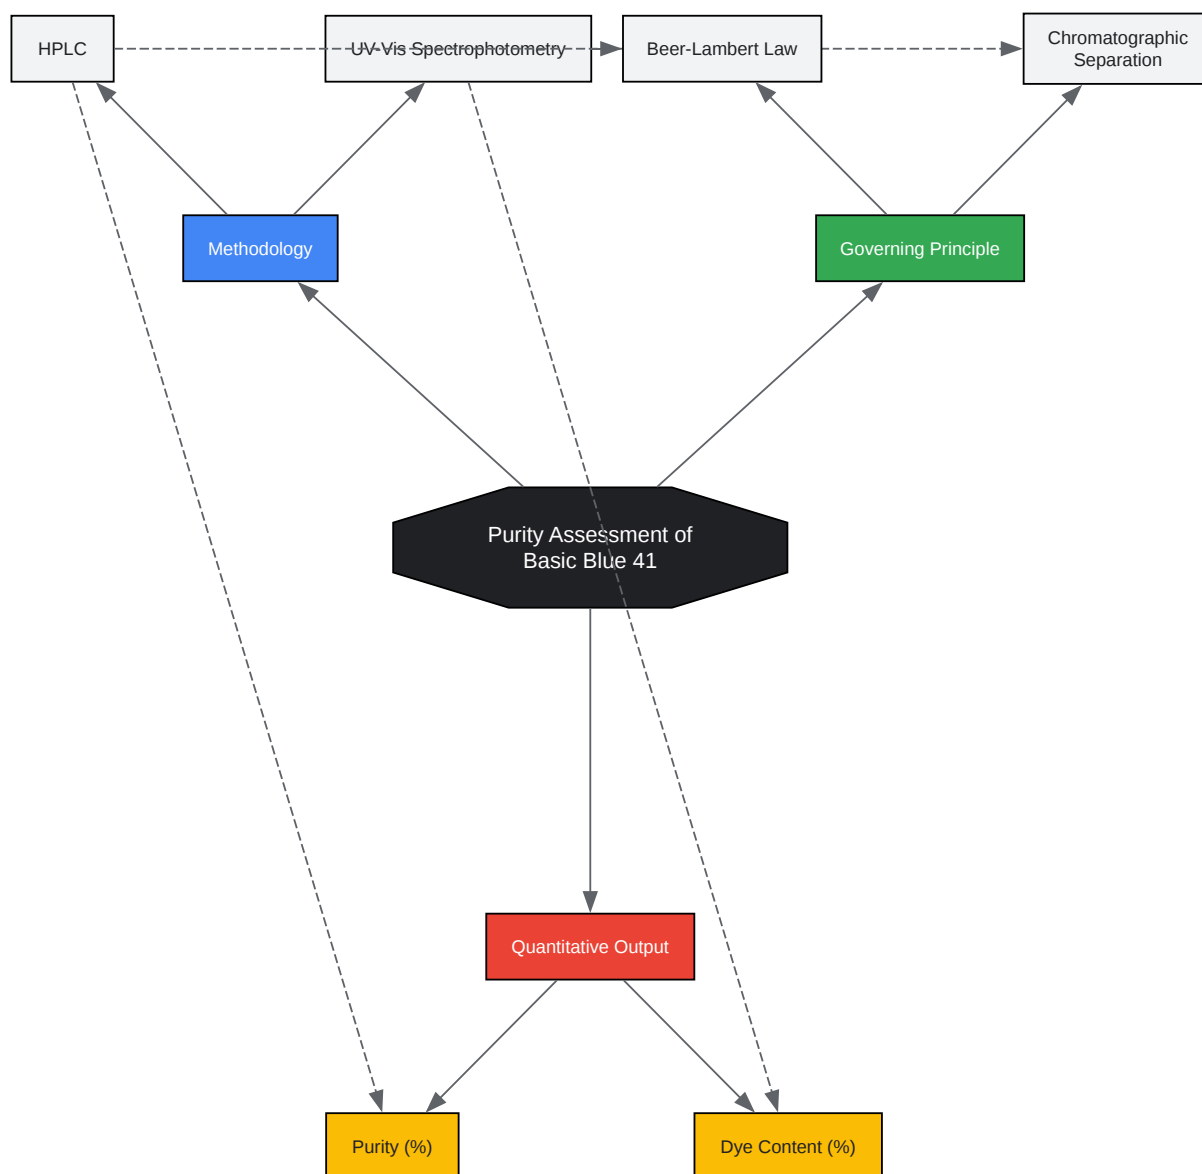 HPLC
UV-Vis Spectrophotometry
Beer-Lambert Law
Chromatographic
Separation
Methodology
Governing Principle
Purity Assessment of
Basic Blue 41
Quantitative Output
Purity (%)
Dye Content (%)